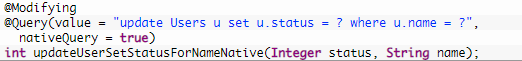 @Modifying
@Query(value = "update Users u set u.status = ? where u.name = ?",
nativeQuery = true)
int updateUserSetStatusForNameNative(Integer status, String name);